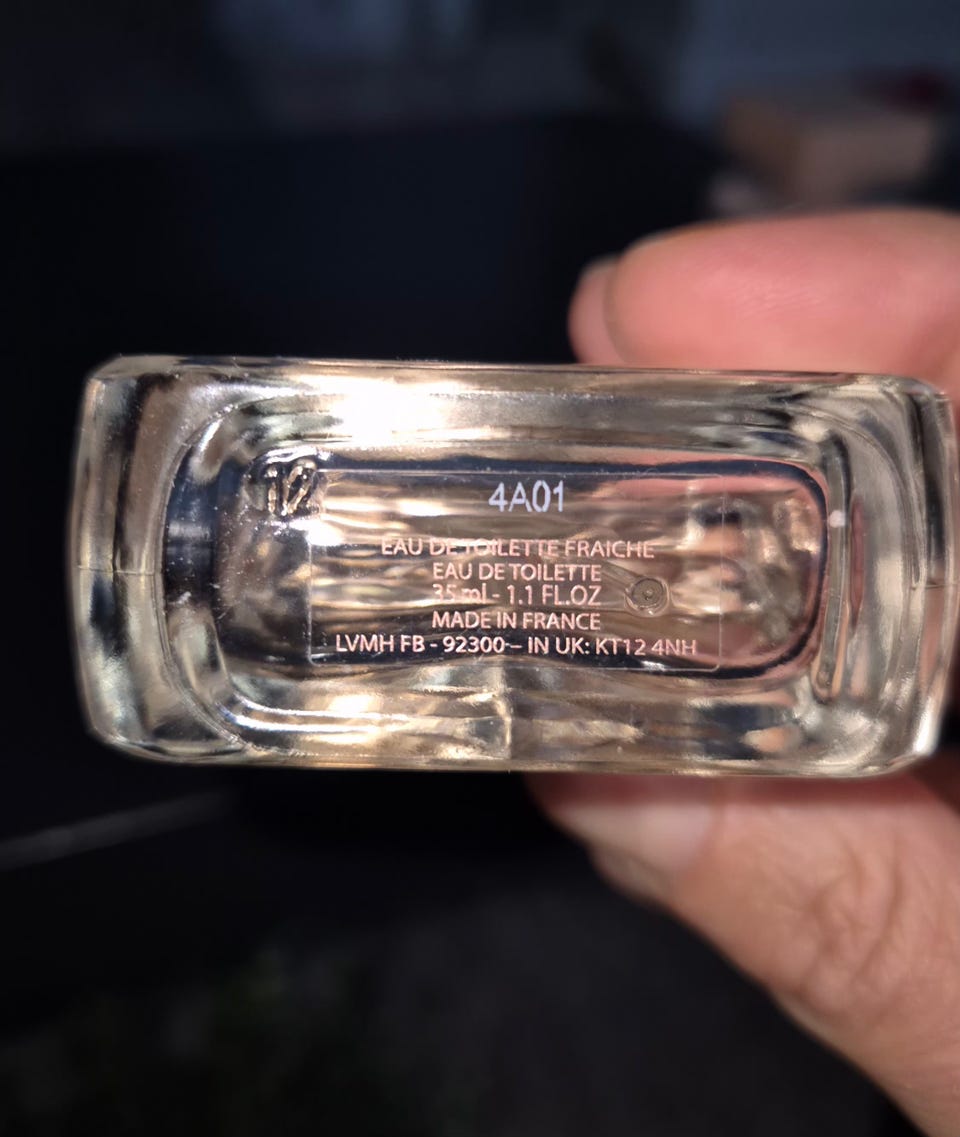 12
4A01
EAU DE TOILETTE FRAICHE
EAU DE TOILETTE
35 ml - 1.1 FL.OZ
MADE IN FRANCE
LVMH FB - 92300 – IN UK: KT12 4NH